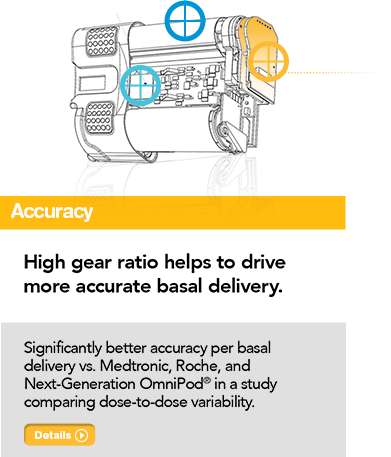 Accuracy
High gear ratio helps to drive
more accurate basal delivery.
Significantly better accuracy per basal
delivery vs. Medtronic, Roche, and
Next-Generation OmniPod® in a study
comparing dose-to-dose variability.
Details